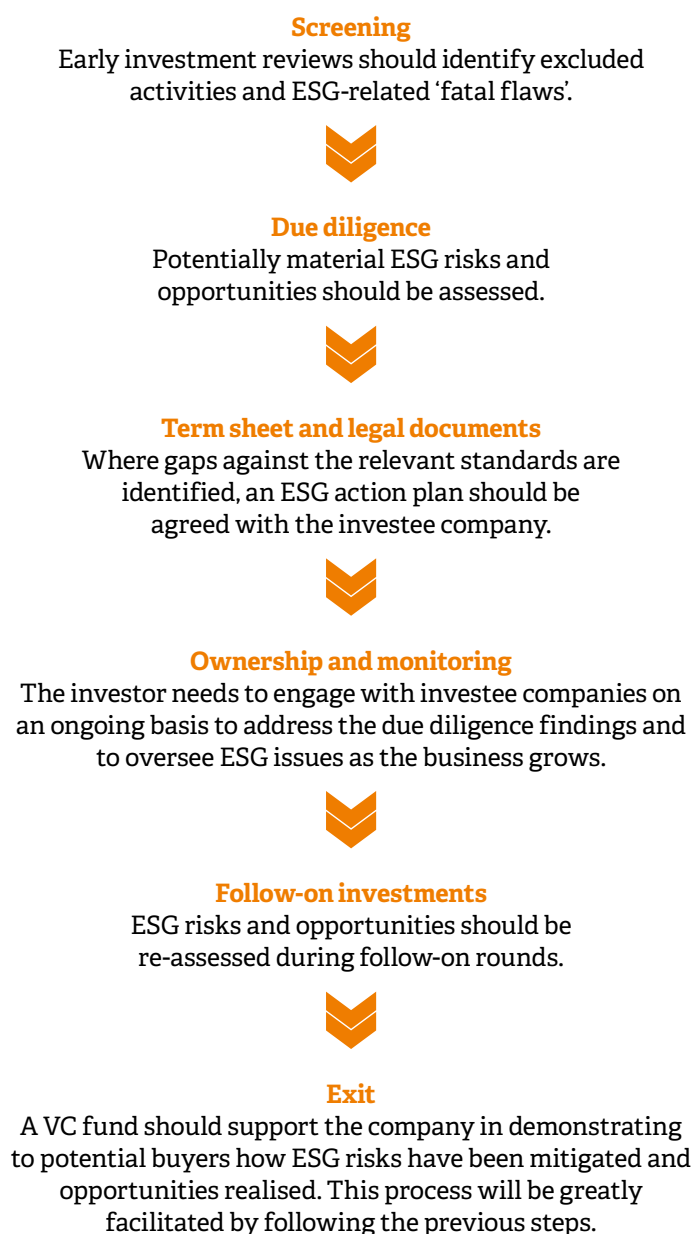 Screening
Early investment reviews should identify excluded
activities and ESG-related ‘fatal flaws’.
Due diligence
Potentially material ESG risks and
opportunities should be assessed.
Term sheet and legal documents
Where gaps against the relevant standards are
identified, an ESG action plan should be
agreed with the investee company.
Ownership and monitoring
The investor needs to engage with investee companies on
an ongoing basis to address the due diligence findings and
to oversee ESG issues as the business grows.
Follow-on investments
ESG risks and opportunities should be
re-assessed during follow-on rounds.
Exit
A VC fund should support the company in demonstrating
to potential buyers how ESG risks have been mitigated and
opportunities realised. This process will be greatly
facilitated by following the previous steps.